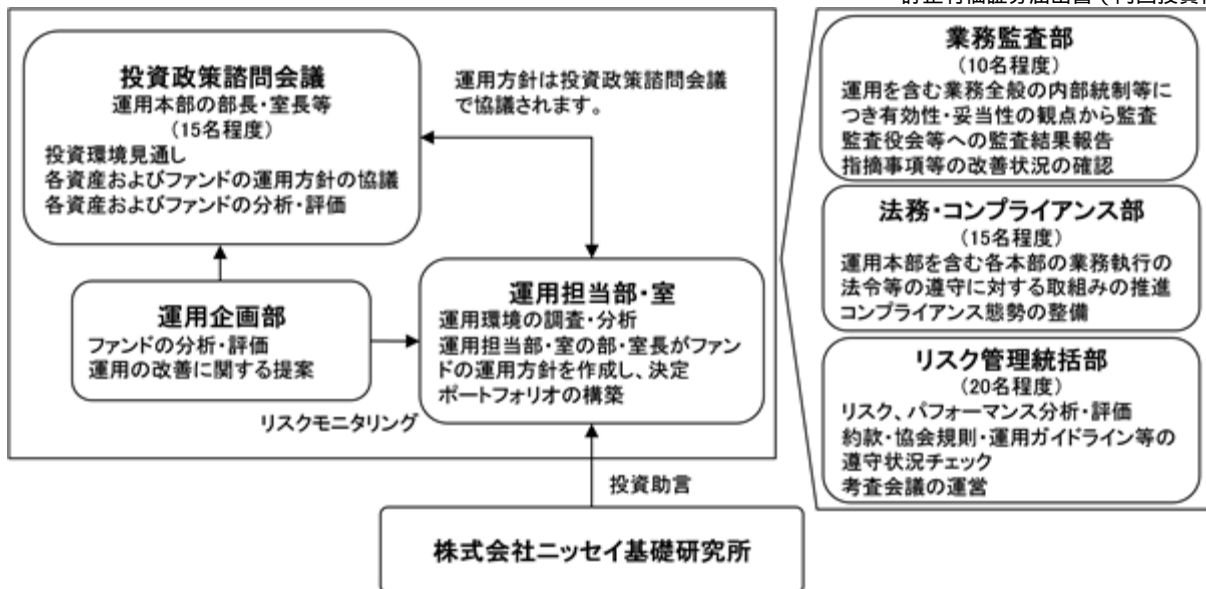 投資政策諮問会議
運用本部の部長・室長等
（15名程度）
投資環境見通し
各資産およびファンドの運用方針の協議
各資産およびファンドの分析・評価
運用方針は投資政策諮問会議
で協議されます。
運用企画部
ファンドの分析・評価
運用の改善に関する提案
リスクモニタリング
運用担当部・室
運用環境の調査・分析
運用担当部・室の部・室長がファン
ドの運用方針を作成し、決定
ポートフォリオの構築
投資助言
株式会社ニッセイ基礎研究所
業務監査部
（10名程度）
運用を含む業務全般の内部統制等に
つき有効性・妥当性の観点から監査
監査役会等への監査結果報告
指摘事項等の改善状況の確認
法務・コンプライアンス部
（15名程度）
運用本部を含む各本部の業務執行の
法令等の遵守に対する取組みの推進
コンプライアンス態勢の整備
リスク管理統括部
（20名程度）
リスク、パフォーマンス分析・評価
約款・協会規則・運用ガイドライン等の
遵守状況チェック
考査会議の運営